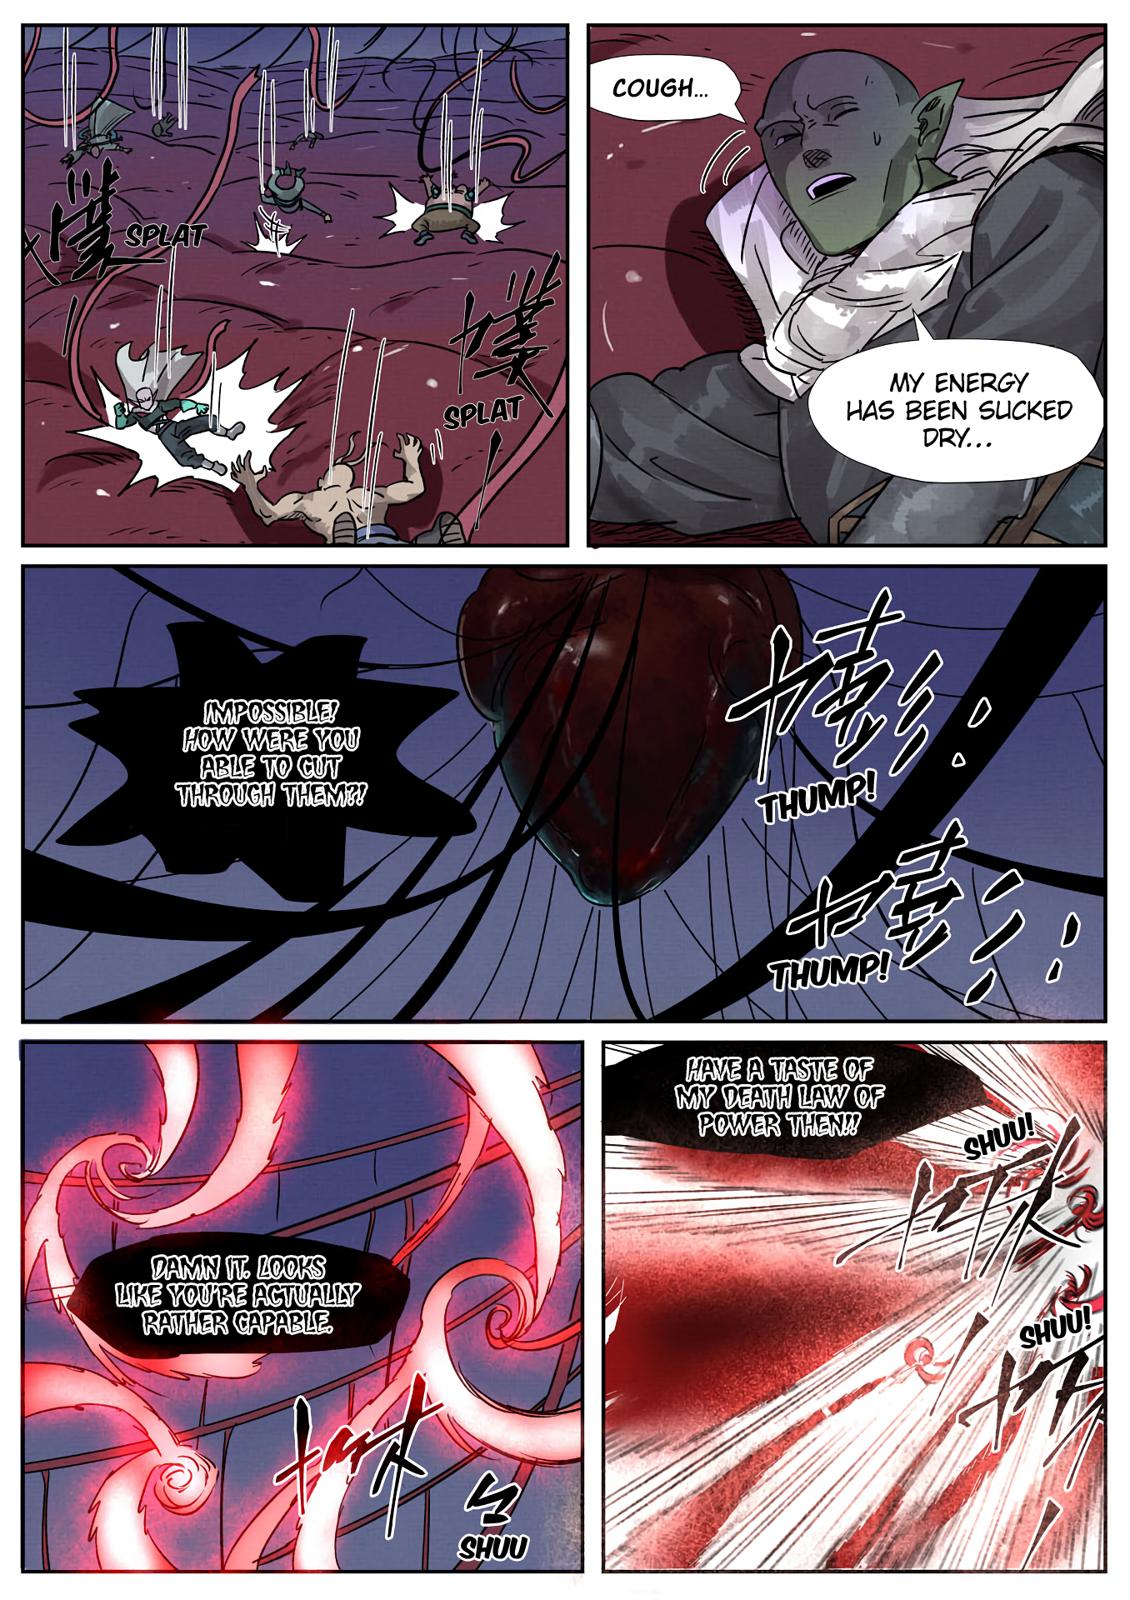 噗
SPLAT
噗
SPLAT
COUGH...
MY ENERGY
HAS BEEN SUCKED
DRY...
IMPOSSIBLE!
HOW WERE YOU
ABLE TO CUT
THROUGH THEM?!
THUMP!
THUMP!
DAMN IT. LOOKS
LIKE YOU'RE ACTUALLY
RATHER CAPABLE.
SHUU
HAVE A TASTE OF
MY DEATH LAW OF
POWER THEN!!
SHUU!
SHUU!